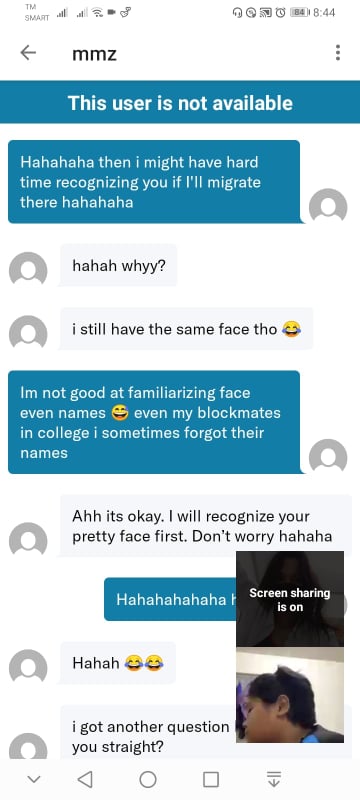 TM
SMART
84
8:44
mmz
This user is not available
Hahahaha then i might have hard
time recognizing you if I'll migrate
there hahahaha
hahah whyy?
i still have the same face tho 😂
Im not good at familiarizing face
even names 😅 even my blockmates
in college i sometimes forgot their
names
Ahh its okay. I will recognize your
pretty face first. Don't worry hahaha
Screen sharing
is on
Hahahahahaha
Hahah 😂😂
i got another question
you straight?